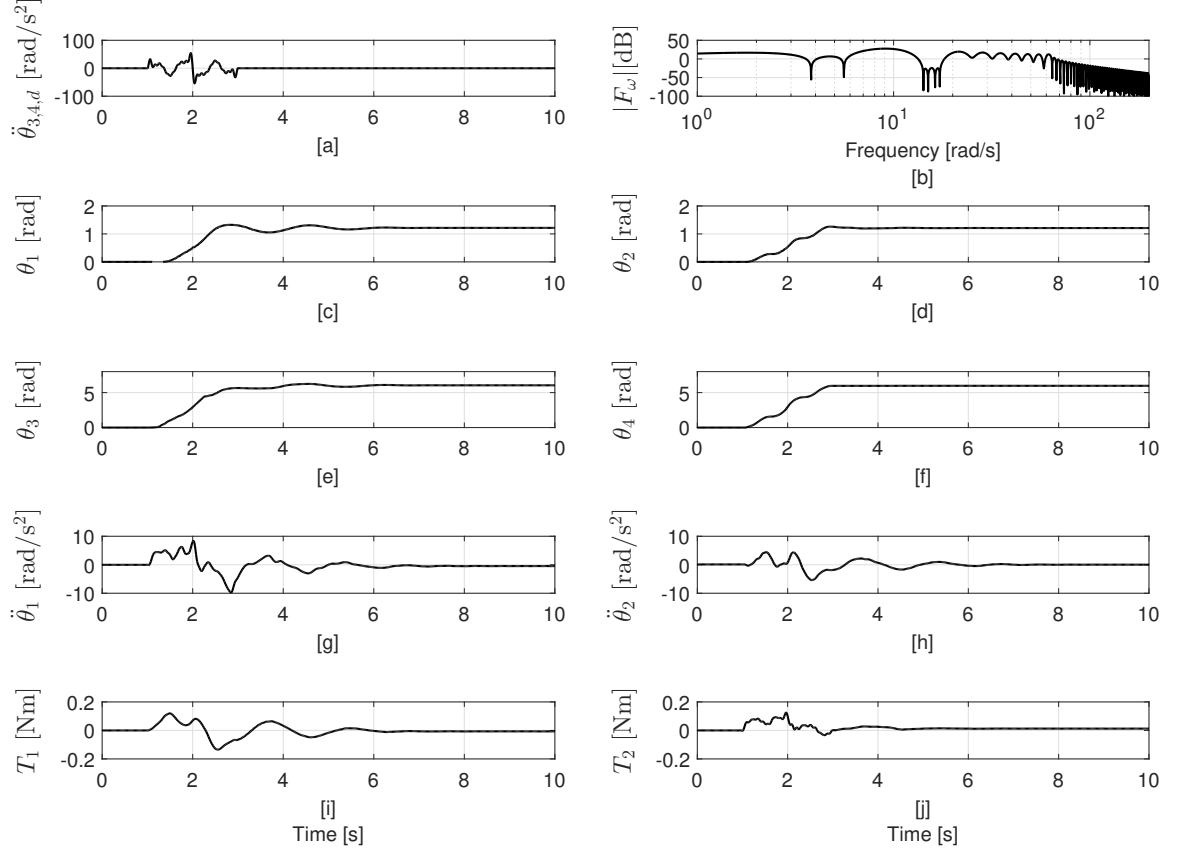 θ̈3,4,d [rad/s²]
100
0
-100
0 2 4 6 8 10
[a]
|Fω|[dB]
50
0
-50
-100
10⁰ 10¹ 10²
Frequency [rad/s]
[b]
θ1 [rad]
2
1
0
0 2 4 6 8 10
[c]
θ2 [rad]
2
1
0
0 2 4 6 8 10
[d]
θ3 [rad]
5
0
0 2 4 6 8 10
[e]
θ4 [rad]
5
0
0 2 4 6 8 10
[f]
θ̈1 [rad/s²]
10
0
-10
0 2 4 6 8 10
[g]
θ̈2 [rad/s²]
10
0
-10
0 2 4 6 8 10
[h]
T1 [Nm]
0.2
0
-0.2
0 2 4 6 8 10
[i]
Time [s]
T2 [Nm]
0.2
0
-0.2
0 2 4 6 8 10
[j]
Time [s]